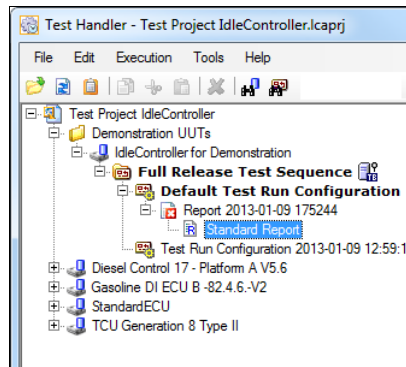 Test Handler - Test Project IdleController.lcaprj
File Edit Execution Tools Help
Test Project IdleController
Demonstration UUTs
IdleController for Demonstration
Full Release Test Sequence
Default Test Run Configuration
Report 2013-01-09 175244
R Standard Report
Test Run Configuration 2013-01-09 12:59:1
Diesel Control 17 - Platform A V5.6
Gasoline DI ECU B -82.4.6.-V2
StandardECU
TCU Generation 8 Type II